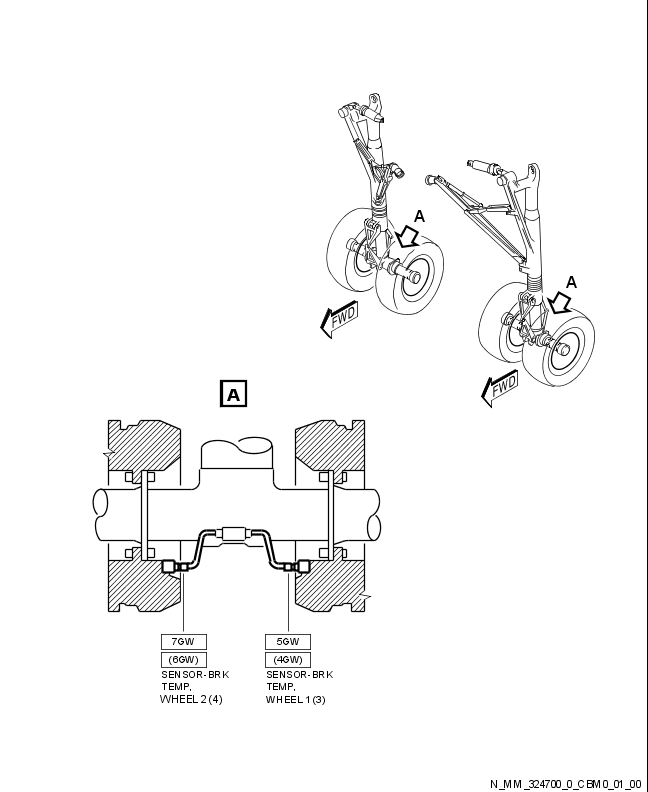 A
A
FWD
FWD
A
7GW
5GW
(6GW)
(4GW)
SENSOR-BRK
TEMP,
WHEEL 2 (4)
SENSOR-BRK
TEMP,
WHEEL 1 (3)
N_MM_324700_0_CBM0_01_00